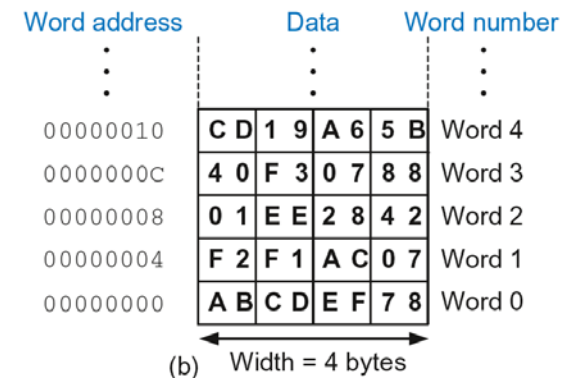 Word address Data Word number
00000010 C D 1 9 A 6 5 B Word 4
0000000C 4 0 F 3 0 7 8 8 Word 3
00000008 0 1 E E 2 8 4 2 Word 2
00000004 F 2 F 1 A C 0 7 Word 1
00000000 A B C D E F 7 8 Word 0
(b) Width = 4 bytes